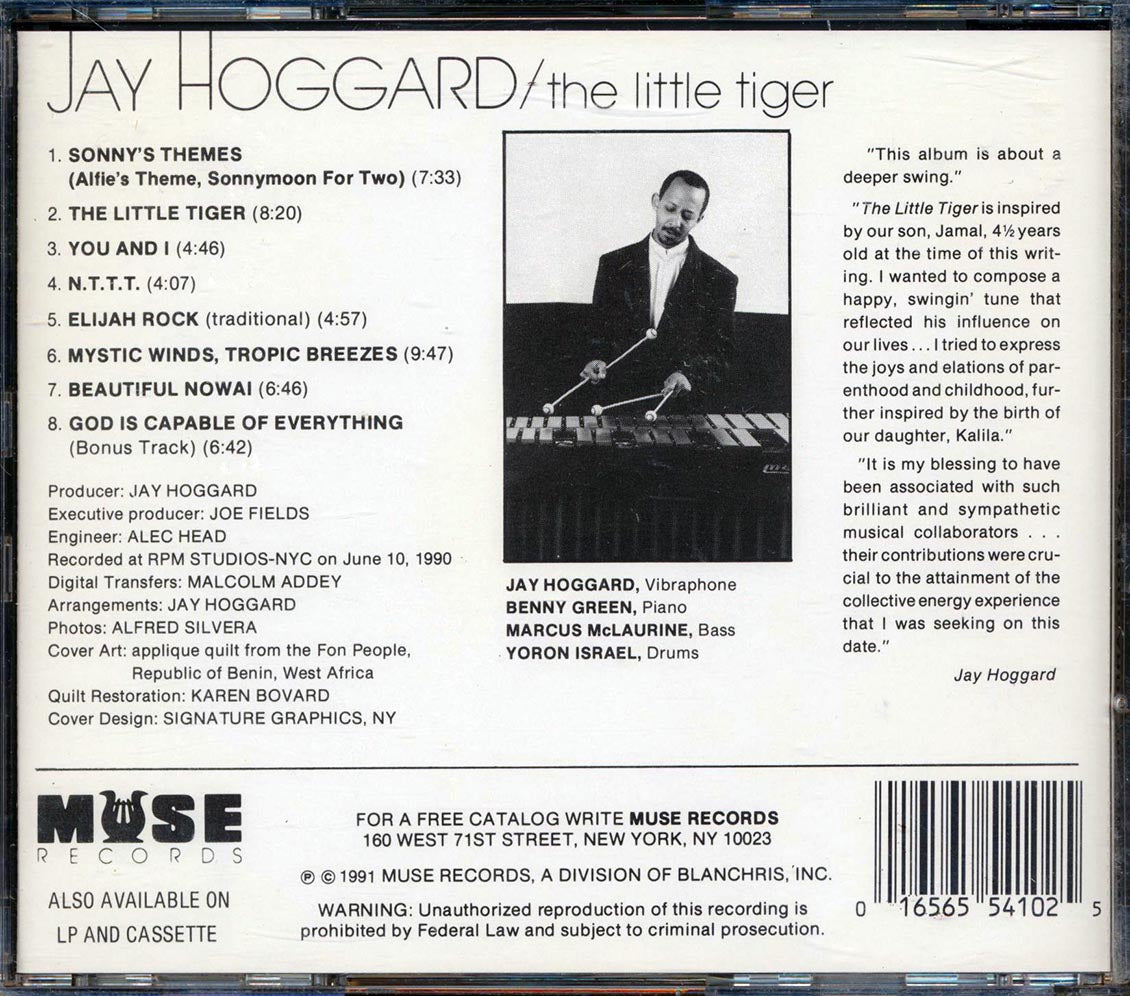 JAY HOGGARD/the little tiger
1. SONNY'S THEMES
(Alfie's Theme, Sonnymoon For Two) (7:33)
2. THE LITTLE TIGER (8:20)
3. YOU AND I (4:46)
4. N.T.T.T. (4:07)
5. ELIJAH ROCK (traditional) (4:57)
6. MYSTIC WINDS, TROPIC BREEZES (9:47)
7. BEAUTIFUL NOWAI (6:46)
8. GOD IS CAPABLE OF EVERYTHING
(Bonus Track) (6:42)
Producer: JAY HOGGARD
Executive producer: JOE FIELDS
Engineer: ALEC HEAD
Recorded at RPM STUDIOS-NYC on June 10, 1990
Digital Transfers: MALCOLM ADDEY
Arrangements: JAY HOGGARD
Photos: ALFRED SILVERA
Cover Art: applique quilt from the Fon People,
Republic of Benin, West Africa
Quilt Restoration: KAREN BOVARD
Cover Design: SIGNATURE GRAPHICS, NY
JAY HOGGARD, Vibraphone
BENNY GREEN, Piano
MARCUS McLAURINE, Bass
YORON ISRAEL, Drums
"This album is about a
deeper swing."
"The Little Tiger is inspired
by our son, Jamal, 4½ years
old at the time of this writ-
ing. I wanted to compose a
happy, swingin' tune that
reflected his influence on
our lives . . . I tried to express
the joys and elations of par-
enthood and childhood, fur-
ther inspired by the birth of
our daughter, Kalila."
"It is my blessing to have
been associated with such
brilliant and sympathetic
musical collaborators . . .
their contributions were cru-
cial to the attainment of the
collective energy experience
that I was seeking on this
date."
Jay Hoggard
MUSE
RECORDS
ALSO AVAILABLE ON
LP AND CASSETTE
FOR A FREE CATALOG WRITE MUSE RECORDS
160 WEST 71ST STREET, NEW YORK, NY 10023
℗ © 1991 MUSE RECORDS, A DIVISION OF BLANCHRIS, INC.
WARNING: Unauthorized reproduction of this recording is
prohibited by Federal Law and subject to criminal prosecution.
0 16565 54102 5